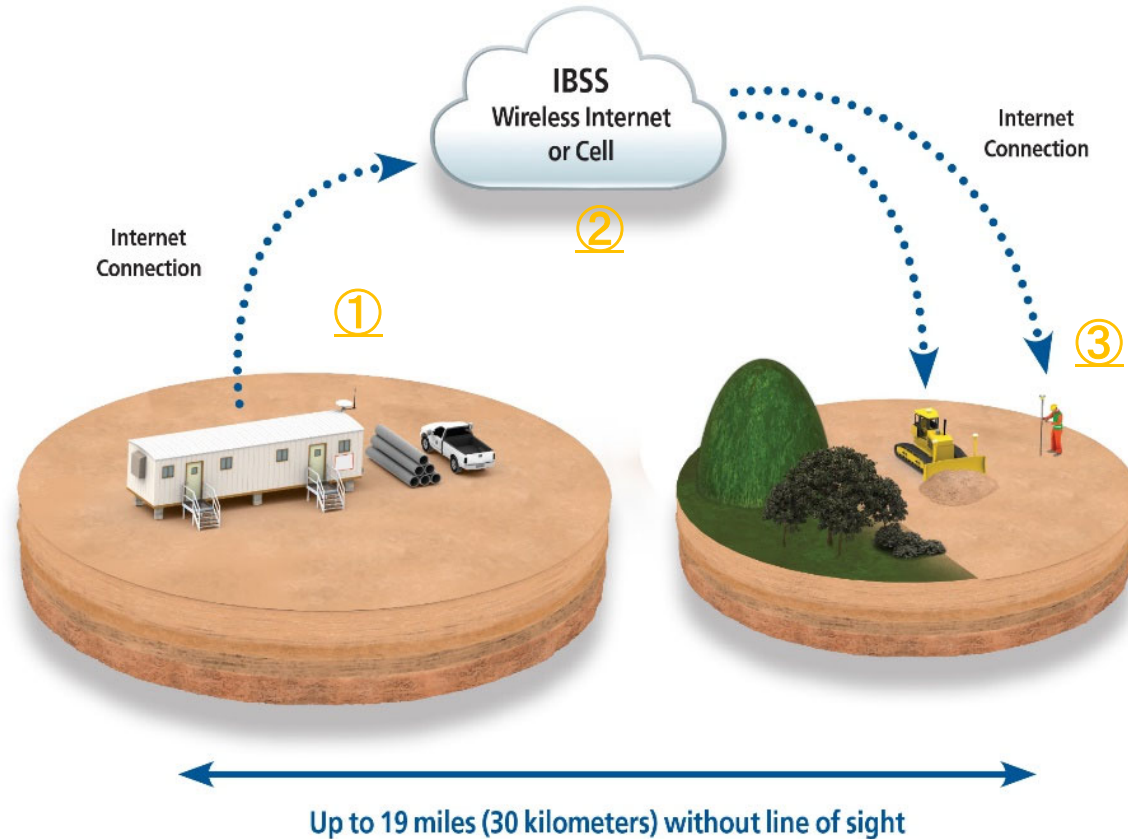 IBSS
Wireless Internet
or Cell
Internet
Connection
Internet
Connection
①
②
③
Up to 19 miles (30 kilometers) without line of sight